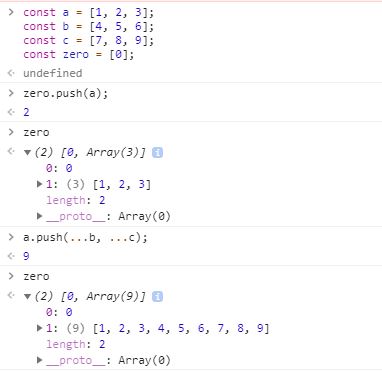 > const a = [1, 2, 3];
const b = [4, 5, 6];
const c = [7, 8, 9];
const zero = [0];
< undefined
> zero.push(a);
< 2
> zero
< ▼ (2) [0, Array(3)] i
0: 0
▶ 1: (3) [1, 2, 3]
length: 2
▶ __proto__: Array(0)
> a.push(...b, ...c);
< 9
> zero
< ▼ (2) [0, Array(9)] i
0: 0
▶ 1: (9) [1, 2, 3, 4, 5, 6, 7, 8, 9]
length: 2
▶ __proto__: Array(0)